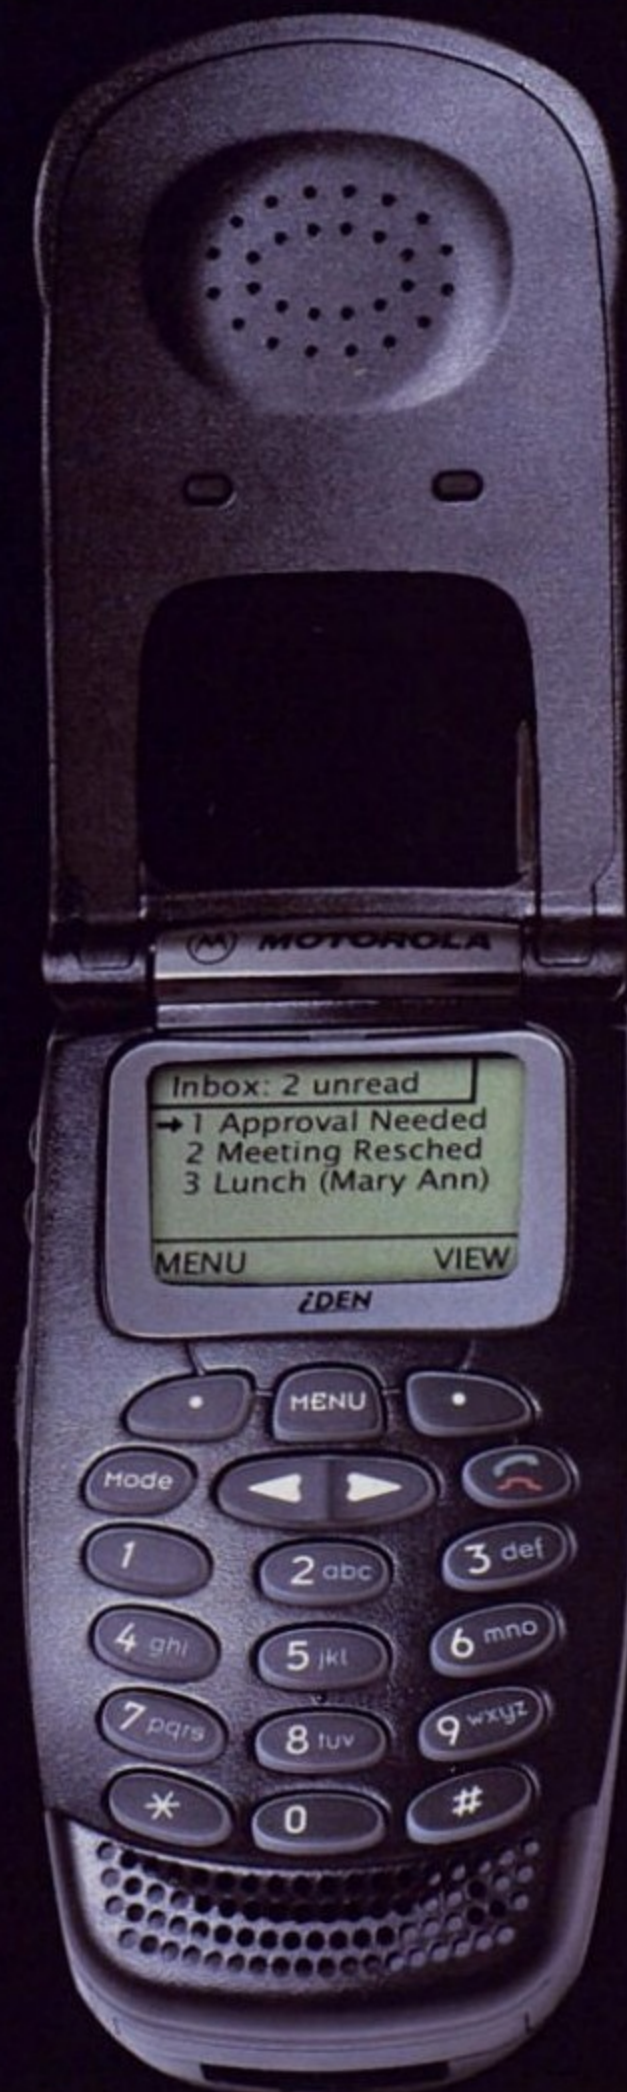 MOTOROLA
Inbox: 2 unread
→ 1 Approval Needed
2 Meeting Resched
3 Lunch (Mary Ann)
MENU VIEW
iDEN
MENU
Mode
1 2 abc 3 def
4 ghi 5 jkl 6 mno
7 pqrs 8 tuv 9 wxyz
* 0 #